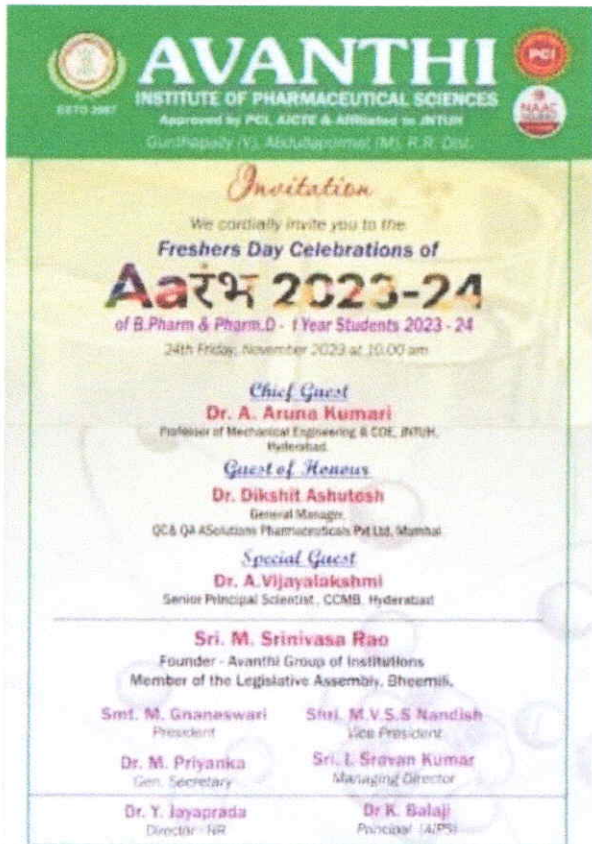 AVANTHI
INSTITUTE OF PHARMACEUTICAL SCIENCES
ESTD 2007
Approved by PCI, AICTE & Affiliated to JNTUH
Gunthapally (V), Abdullapurmet (M), R.R. Dist.
PCI
NAAC
Invitation
We cordially invite you to the
Freshers Day Celebrations of
Aaरंभ 2023-24
of B.Pharm & Pharm.D - I Year Students 2023 - 24
24th Friday, November 2023 at 10.00 am
Chief Guest
Dr. A. Aruna Kumari
Professor of Mechanical Engineering & COE, JNTUH,
Hyderabad.
Guest of Honour
Dr. Dikshit Ashutosh
General Manager,
QC& QA ASolutions Pharmaceuticals Pvt Ltd, Mumbai
Special Guest
Dr. A.Vijayalakshmi
Senior Principal Scientist, CCMB, Hyderabad
Sri. M. Srinivasa Rao
Founder - Avanthi Group of Institutions
Member of the Legislative Assembly, Bheemili.
Smt. M. Gnaneswari
President
Shri. M.V.S.S Nandish
Vice President
Dr. M. Priyanka
Gen. Secretary
Sri. I. Sravan Kumar
Managing Director
Dr. Y. Jayaprada
Director - HR
Dr K. Balaji
Principal (AIPS)